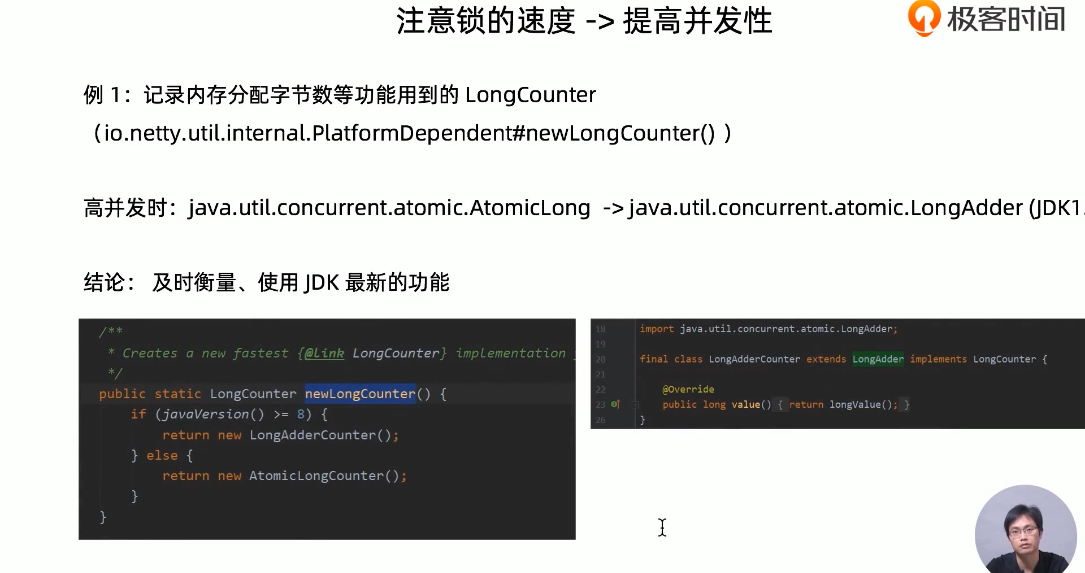 注意锁的速度 -> 提高并发性
极客时间
例 1：记录内存分配字节数等功能用到的 LongCounter
（io.netty.util.internal.PlatformDependent#newLongCounter() ）
高并发时：java.util.concurrent.atomic.AtomicLong -> java.util.concurrent.atomic.LongAdder (JDK1.
结论： 及时衡量、使用 JDK 最新的功能
/**
* Creates a new fastest {@link LongCounter} implementation
*/
public static LongCounter newLongCounter() {
if (javaVersion() >= 8) {
return new LongAdderCounter();
} else {
return new AtomicLongCounter();
}
}
18 import java.util.concurrent.atomic.LongAdder;
19
20 final class LongAdderCounter extends LongAdder implements LongCounter {
21
22 @Override
23 public long value() { return longValue(); }
26 }